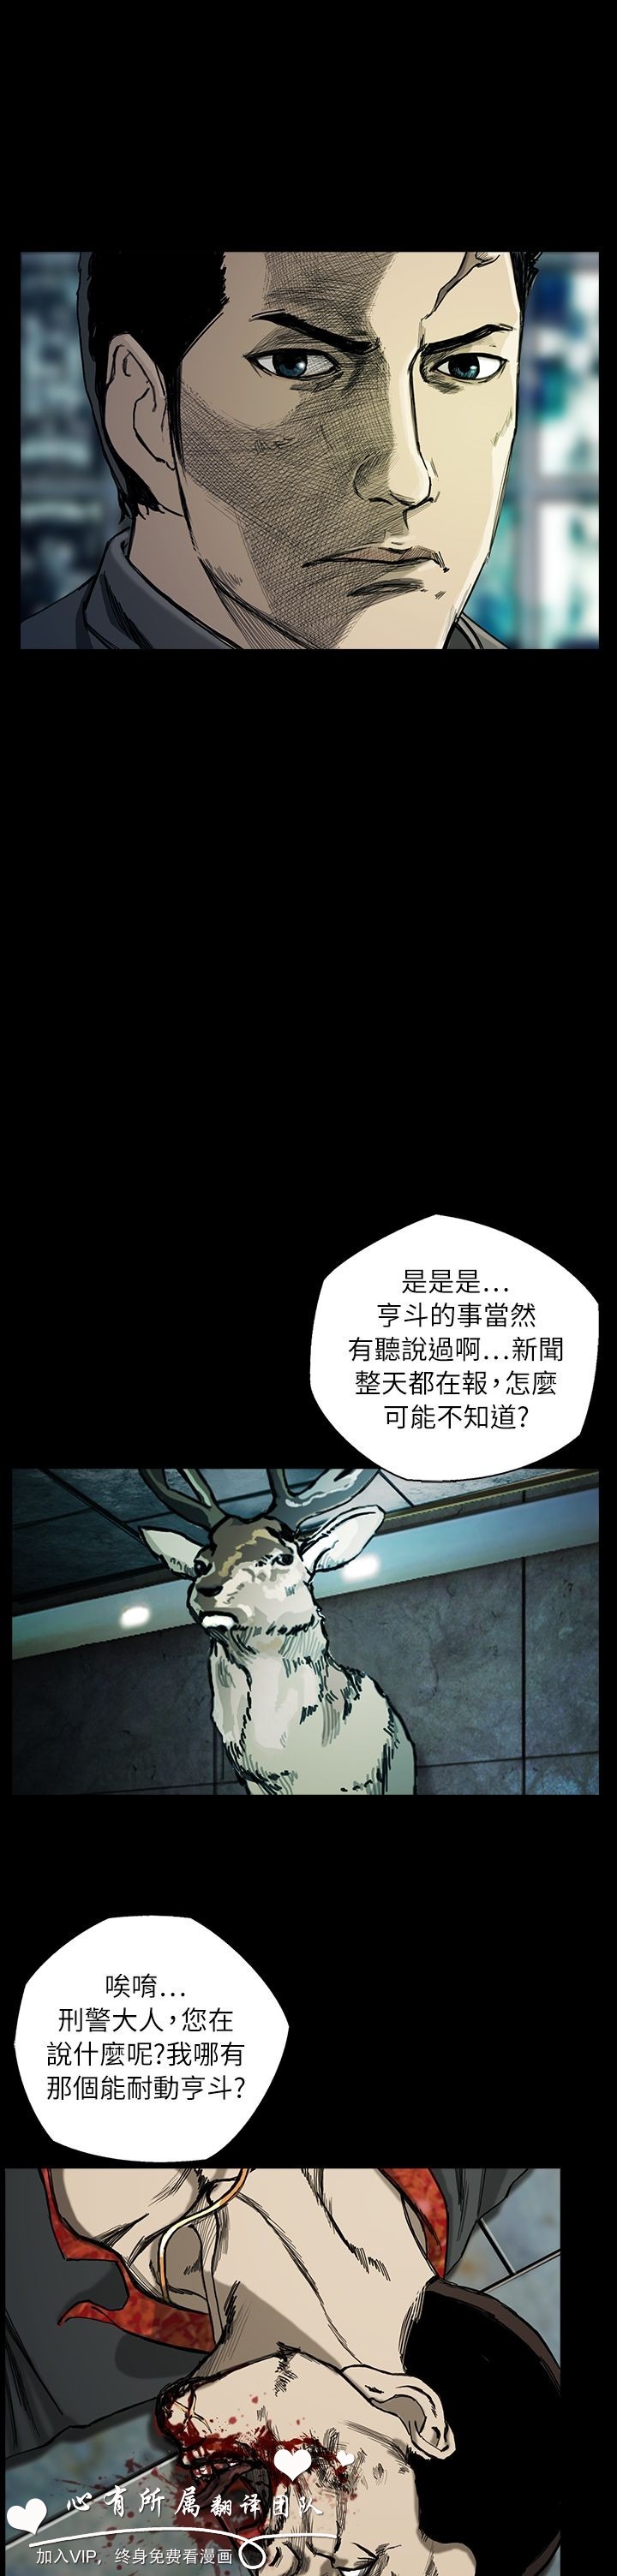 是是是...
亨斗的事當然
有聽說過啊...新聞
整天都在報，怎麼
可能不知道?
唉唷...
刑警大人，您在
說什麼呢?我哪有
那個能耐動亨斗?
心有所属翻译团队
加入VIP，终身免费看漫画